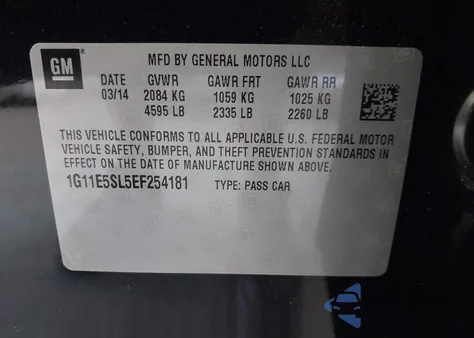 GM
MFD BY GENERAL MOTORS LLC
DATE GVWR GAWR FRT GAWR RR
03/14 2084 KG 1059 KG 1025 KG
4595 LB 2335 LB 2260 LB
THIS VEHICLE CONFORMS TO ALL APPLICABLE U.S. FEDERAL MOTOR
VEHICLE SAFETY, BUMPER, AND THEFT PREVENTION STANDARDS IN
EFFECT ON THE DATE OF MANUFACTURE SHOWN ABOVE.
1G11E5SL5EF254181 TYPE: PASS CAR